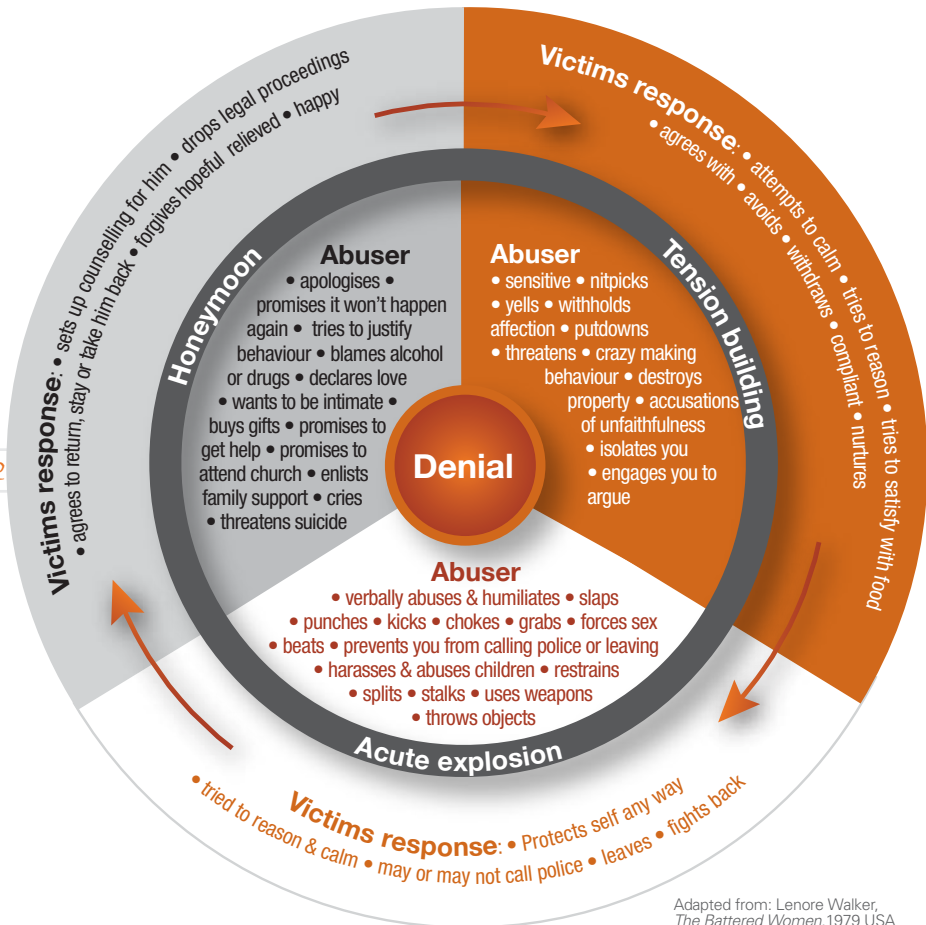 Victims response: • sets up counselling for him • drops legal proceedings
• agrees to return, stay or take him back • forgives hopeful relieved • happy
Honeymoon
Abuser
• apologises •
promises it won't happen
again • tries to justify
behaviour • blames alcohol
or drugs • declares love
• wants to be intimate •
buys gifts • promises to
get help • promises to
attend church • enlists
family support • cries
• threatens suicide
Victims response: • attempts to calm • tries to reason • tries to satisfy with food
• agrees with • avoids • withdraws • compliant • nurtures
Tension building
Abuser
• sensitive • nitpicks
• yells • withholds
affection • putdowns
• threatens • crazy making
behaviour • destroys
property • accusations
of unfaithfulness
• isolates you
• engages you to
argue
Denial
Abuser
• verbally abuses & humiliates • slaps
• punches • kicks • chokes • grabs • forces sex
• beats • prevents you from calling police or leaving
• harasses & abuses children • restrains
• splits • stalks • uses weapons
• throws objects
Acute explosion
Victims response: • Protects self any way
• tried to reason & calm • may or may not call police • leaves • fights back
Adapted from: Lenore Walker,
The Battered Women,1979 USA